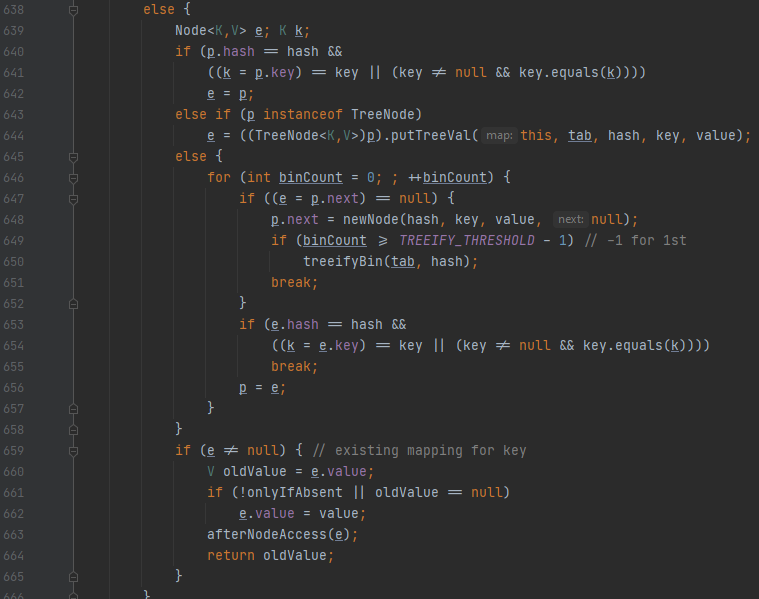 638 else {
639 Node<K,V> e; K k;
640 if (p.hash == hash &&
641 ((k = p.key) == key || (key != null && key.equals(k))))
642 e = p;
643 else if (p instanceof TreeNode)
644 e = ((TreeNode<K,V>)p).putTreeVal( map: this, tab, hash, key, value);
645 else {
646 for (int binCount = 0; ; ++binCount) {
647 if ((e = p.next) == null) {
648 p.next = newNode(hash, key, value, next: null);
649 if (binCount >= TREEIFY_THRESHOLD - 1) // -1 for 1st
650 treeifyBin(tab, hash);
651 break;
652 }
653 if (e.hash == hash &&
654 ((k = e.key) == key || (key != null && key.equals(k))))
655 break;
656 p = e;
657 }
658 }
659 if (e != null) { // existing mapping for key
660 V oldValue = e.value;
661 if (!onlyIfAbsent || oldValue == null)
662 e.value = value;
663 afterNodeAccess(e);
664 return oldValue;
665 }
666 }